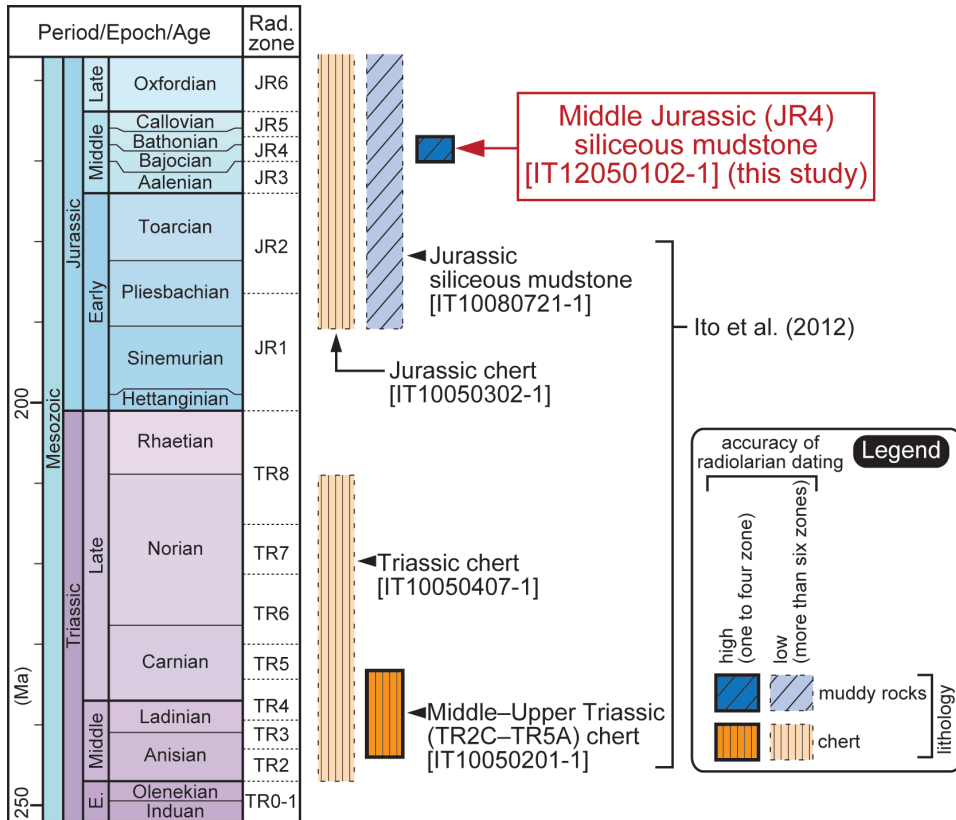 Period/Epoch/Age
Rad.
zone
Mesozoic
Jurassic
Triassic
Late
Middle
Early
Late
Middle
E.
Oxfordian
Callovian
Bathonian
Bajocian
Aalenian
Toarcian
Pliesbachian
Sinemurian
Hettanginian
Rhaetian
Norian
Carnian
Ladinian
Anisian
Olenekian
Induan
JR6
JR5
JR4
JR3
JR2
JR1
TR8
TR7
TR6
TR5
TR4
TR3
TR2
TR0-1
200
(Ma)
250
Middle Jurassic (JR4)
siliceous mudstone
[IT12050102-1] (this study)
Jurassic
siliceous mudstone
[IT10080721-1]
Jurassic chert
[IT10050302-1]
Ito et al. (2012)
Triassic chert
[IT10050407-1]
Middle–Upper Triassic
(TR2C–TR5A) chert
[IT10050201-1]
accuracy of
radiolarian dating
Legend
high
(one to four zone)
low
(more than six zones)
muddy rocks
chert
lithology